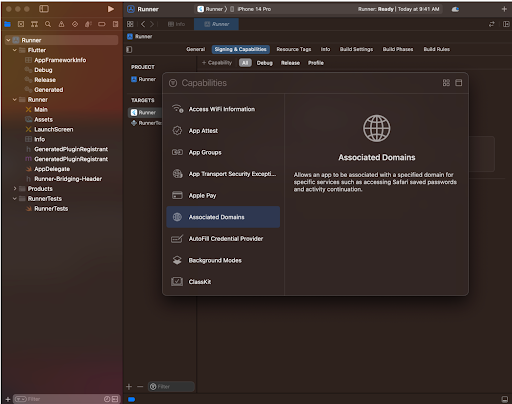 Runner
Runner
iPhone 14 Pro
Runner: Ready | Today at 9:41 AM
Info
Runner
Runner
Runner
Flutter
AppFrameworkInfo
Debug
Release
Generated
Runner
Main
Assets
LaunchScreen
Info
GeneratedPluginRegistrant
GeneratedPluginRegistrant
AppDelegate
Runner-Bridging-Header
Products
RunnerTests
RunnerTests
Filter
General
Signing & Capabilities
Resource Tags
Info
Build Settings
Build Phases
Build Rules
PROJECT
Runner
TARGETS
Runner
RunnerTe
Filter
+ Capability
All
Debug
Release
Profile
Capabilities
Access WiFi Information
App Attest
App Groups
App Transport Security Excepti...
Apple Pay
Associated Domains
AutoFill Credential Provider
Background Modes
ClassKit
Associated Domains
Allows an app to be associated with a specified domain for
specific services such as accessing Safari saved passwords
and activity continuation.